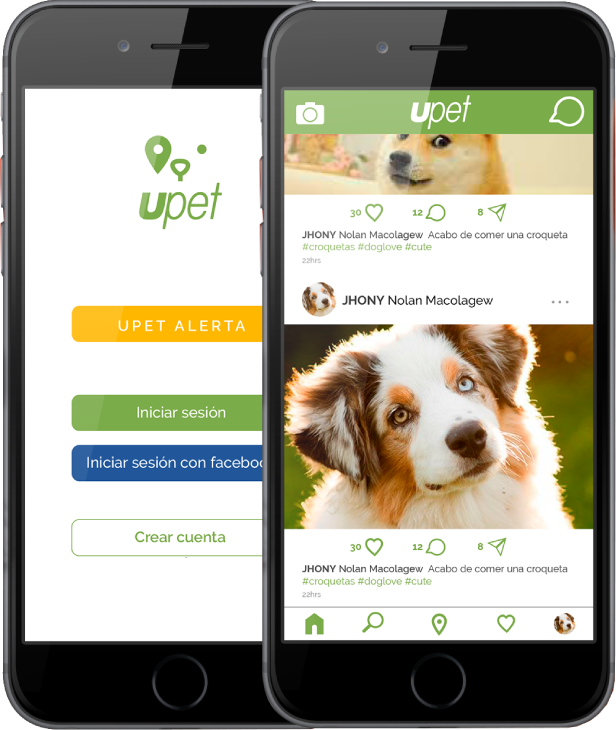 upet
UPET ALERTA
Iniciar sesión
Iniciar sesión con faceboo
Crear cuenta
upet
30 12 8
JHONY Nolan Macolagew Acabo de comer una croqueta
#croquetas #doglove #cute
22hrs
JHONY Nolan Macolagew
30 12 8
JHONY Nolan Macolagew Acabo de comer una croqueta
#croquetas #doglove #cute
22hrs